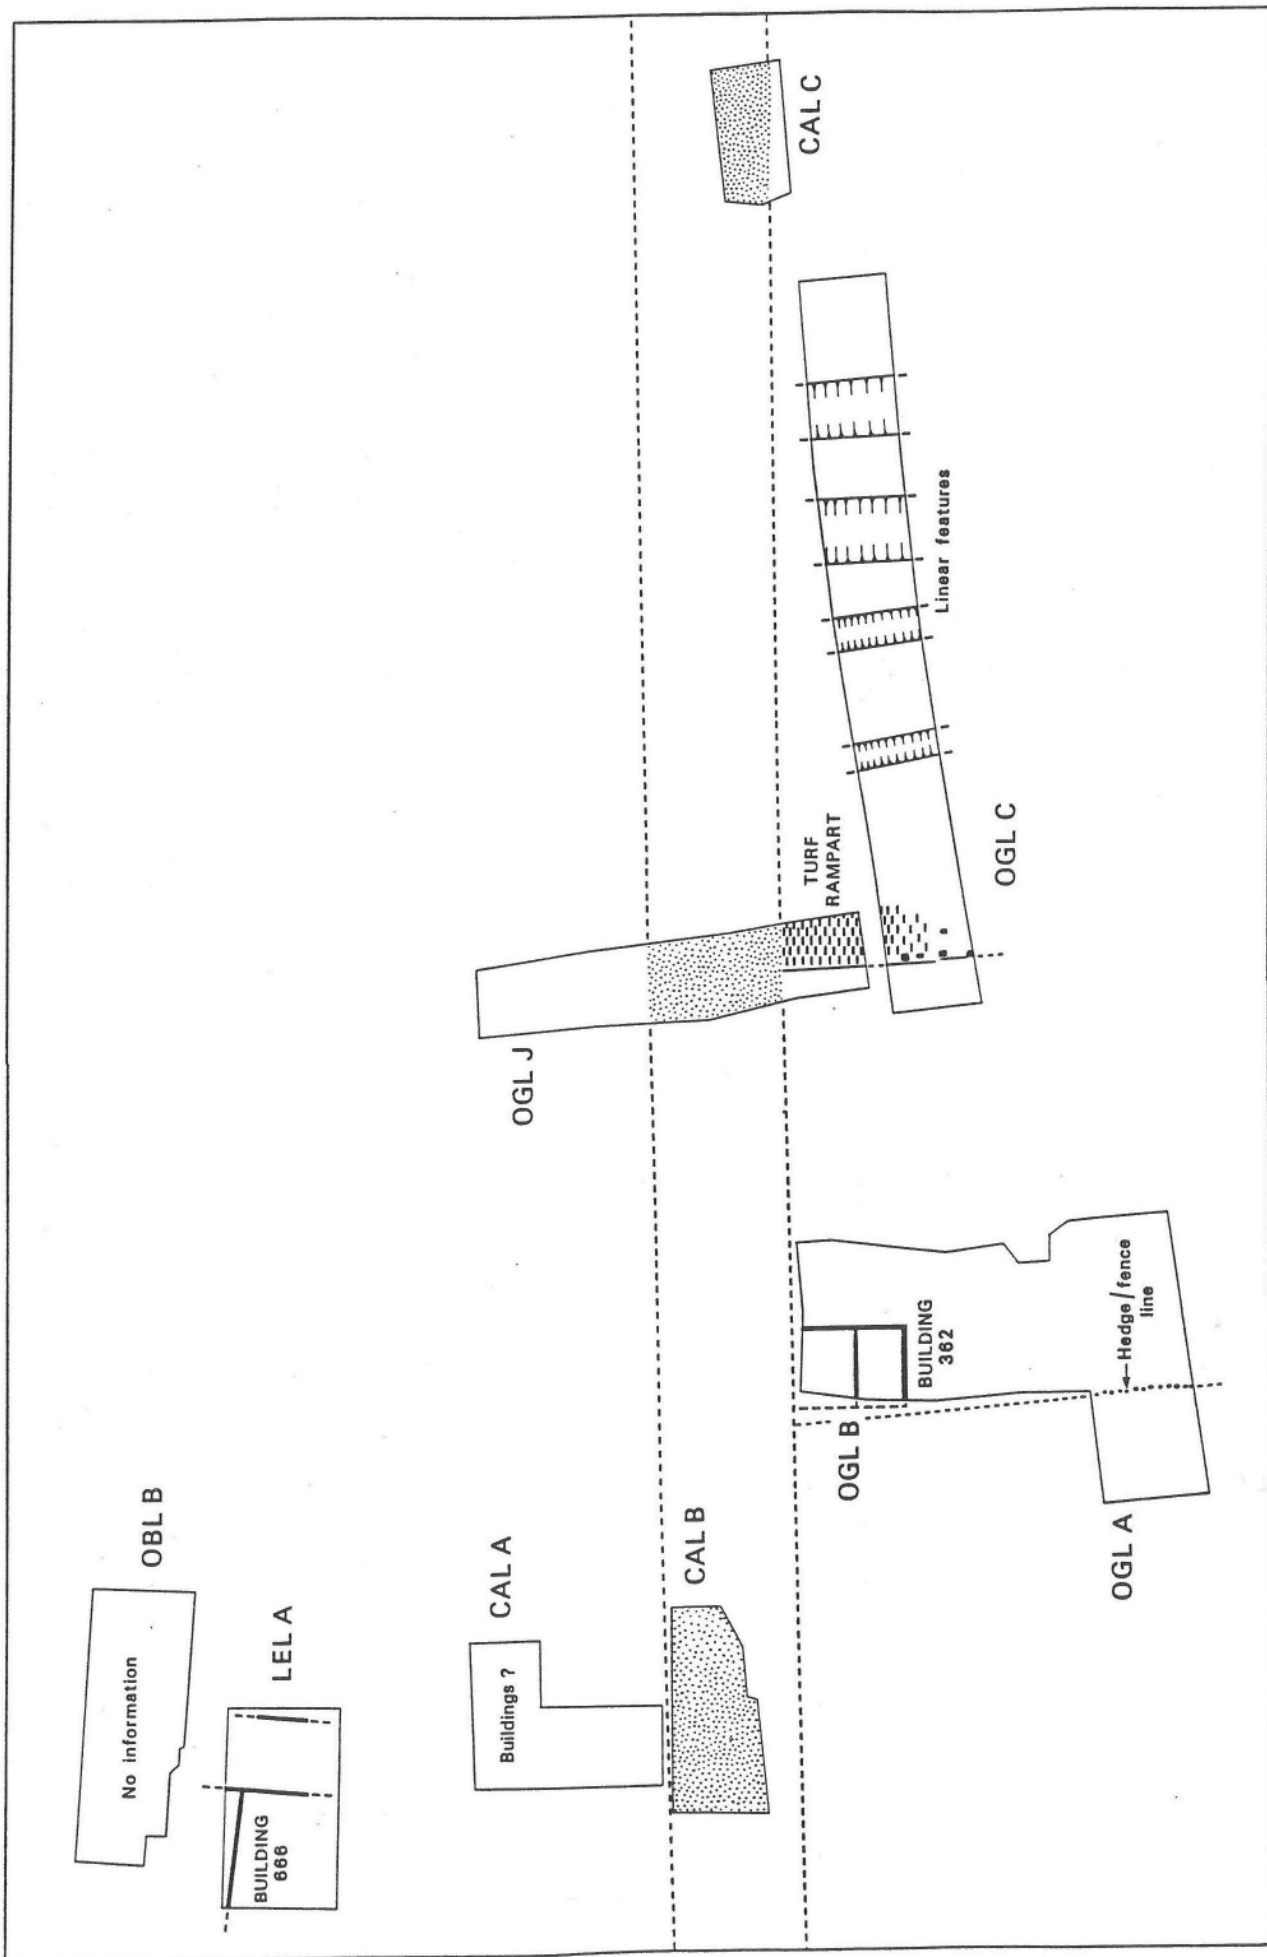 OBL B
No information
LEL A
BUILDING
666
CAL A
Buildings ?
CAL B
OGL J
OGL B
BUILDING
362
OGL A
Hedge/fence
line
TURF
RAMPART
OGL C
Linear features
CAL C